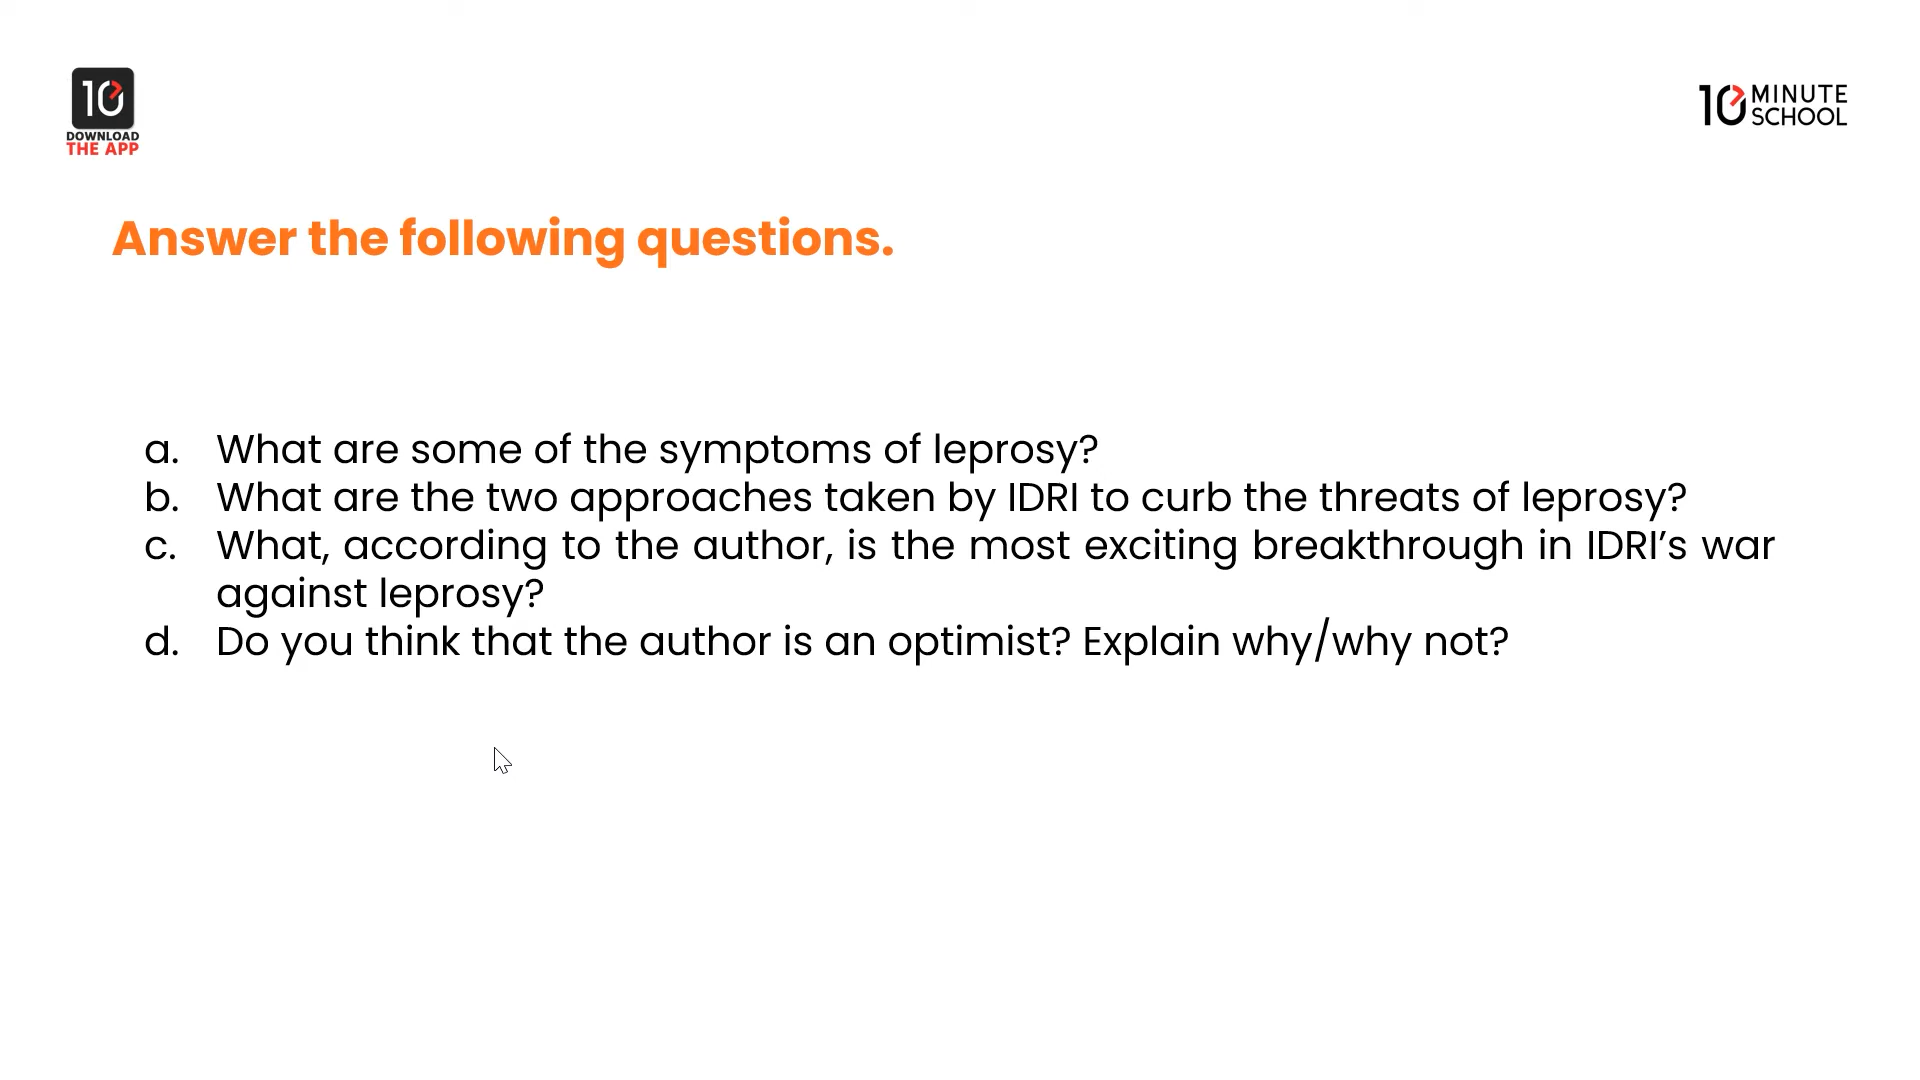 10
DOWNLOAD
THE APP
10 MINUTE
SCHOOL
Answer the following questions.
a. What are some of the symptoms of leprosy?
b. What are the two approaches taken by IDRI to curb the threats of leprosy?
c. What, according to the author, is the most exciting breakthrough in IDRI’s war
against leprosy?
d. Do you think that the author is an optimist? Explain why/why not?